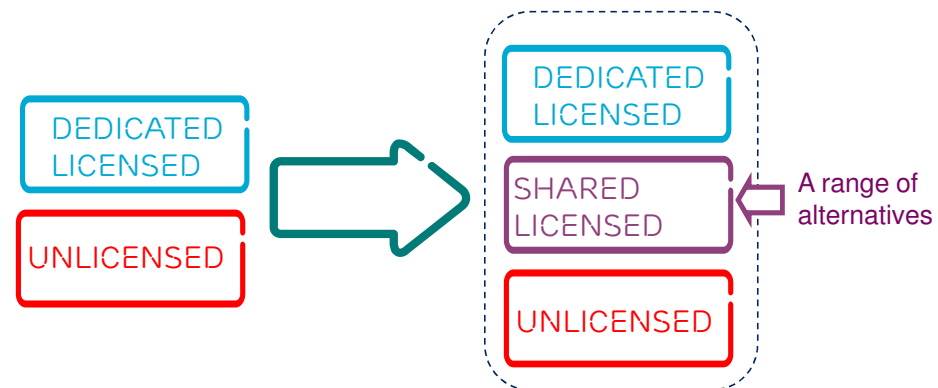 DEDICATED
LICENSED
UNLICENSED
DEDICATED
LICENSED
SHARED
LICENSED
UNLICENSED
A range of
alternatives